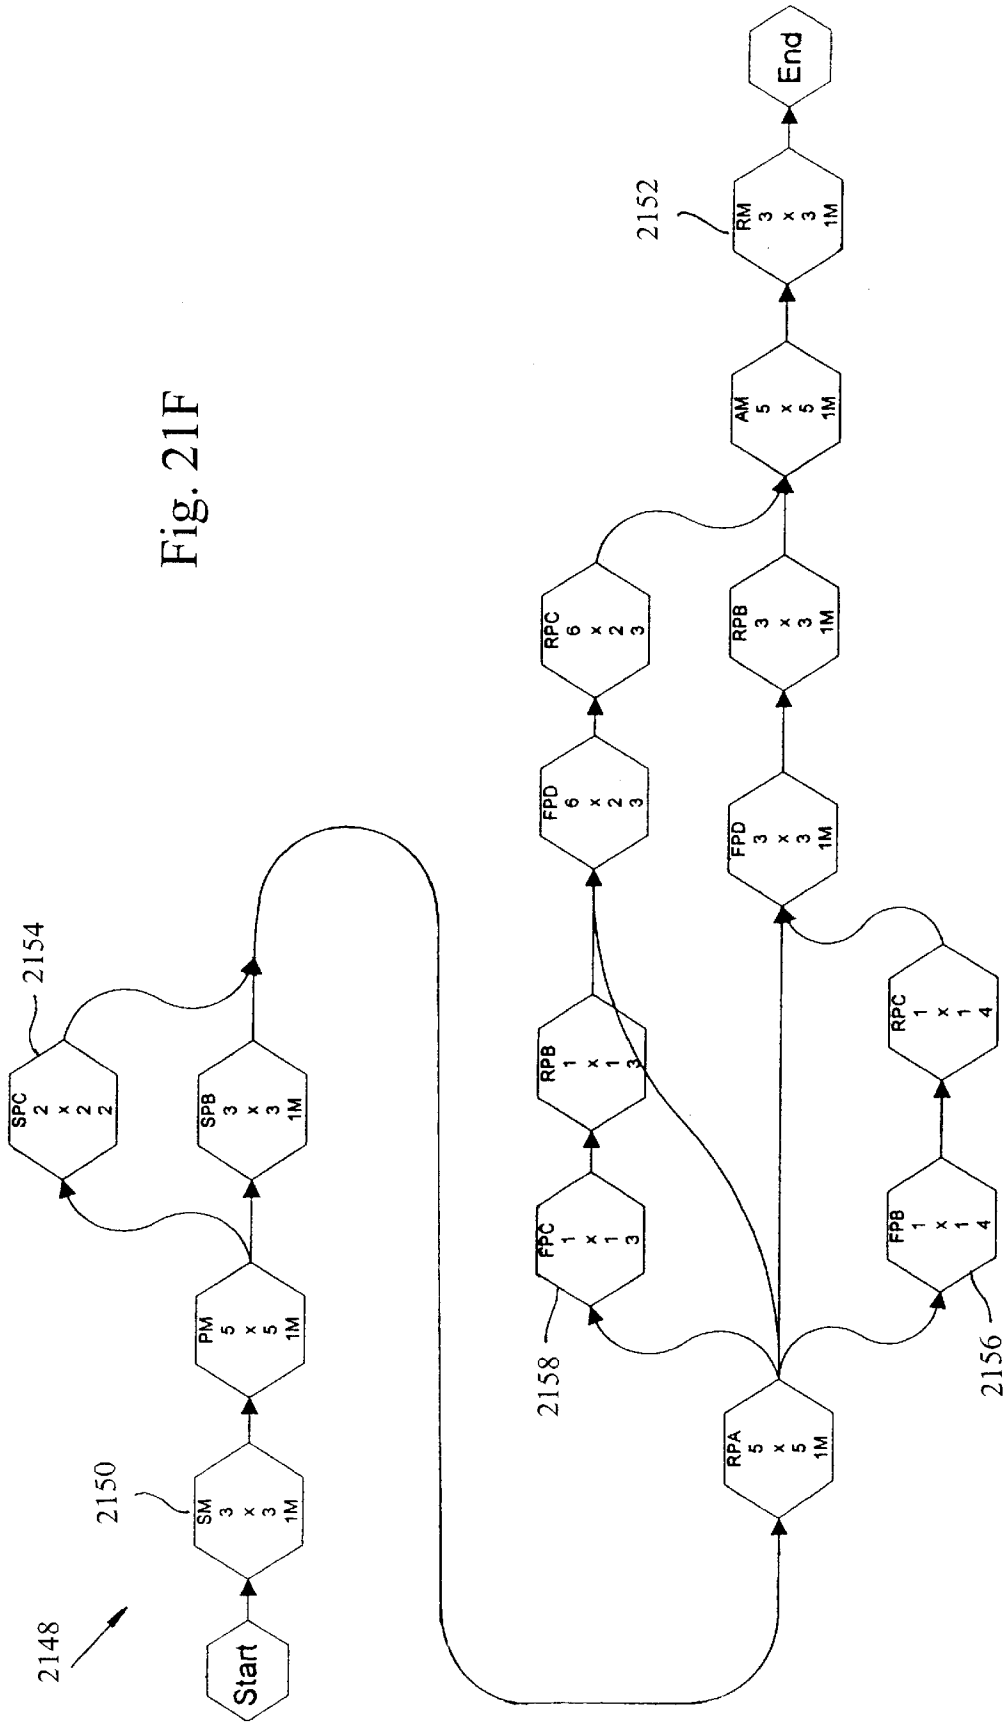 Fig. 21F
2148
Start
2150
SM
3
x
3
1M
PM
5
x
5
1M
2154
SPC
2
x
2
2
SPB
3
x
3
1M
RPA
5
x
5
1M
2158
FPC
1
x
1
3
RPB
1
x
1
3
FPD
6
x
2
3
RPC
6
x
2
3
2156
FPB
1
x
1
4
RPC
1
x
1
4
FPD
3
x
3
1M
RPB
3
x
3
1M
AM
5
x
5
1M
2152
RM
3
x
3
1M
End